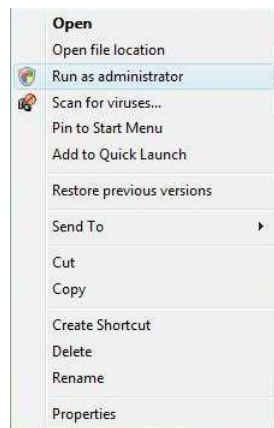 Open
Open file location
Run as administrator
Scan for viruses...
Pin to Start Menu
Add to Quick Launch
Restore previous versions
Send To
Cut
Copy
Create Shortcut
Delete
Rename
Properties